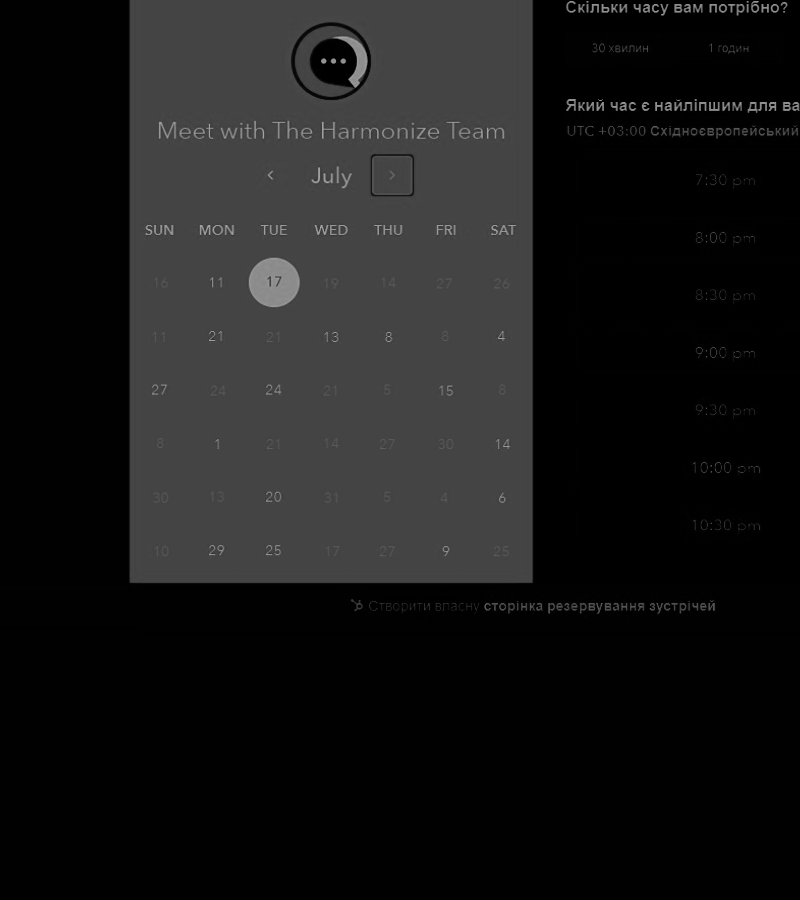 Meet with The Harmonize Team
July
SUN MON TUE WED THU FRI SAT
16 11 17 19 14 27 26
11 21 21 13 8 8 4
27 24 24 21 5 15 8
8 1 21 14 27 30 14
30 13 20 31 5 4 6
10 29 25 17 27 9 25
Скільки часу вам потрібно?
30 хвилин 1 годин
Який час є найліпшим для ва
UTC +03:00 Східноєвропейський
7:30 pm
8:00 pm
8:30 pm
9:00 pm
9:30 pm
10:00 pm
10:30 pm
Створити власну сторінка резервування зустрічей